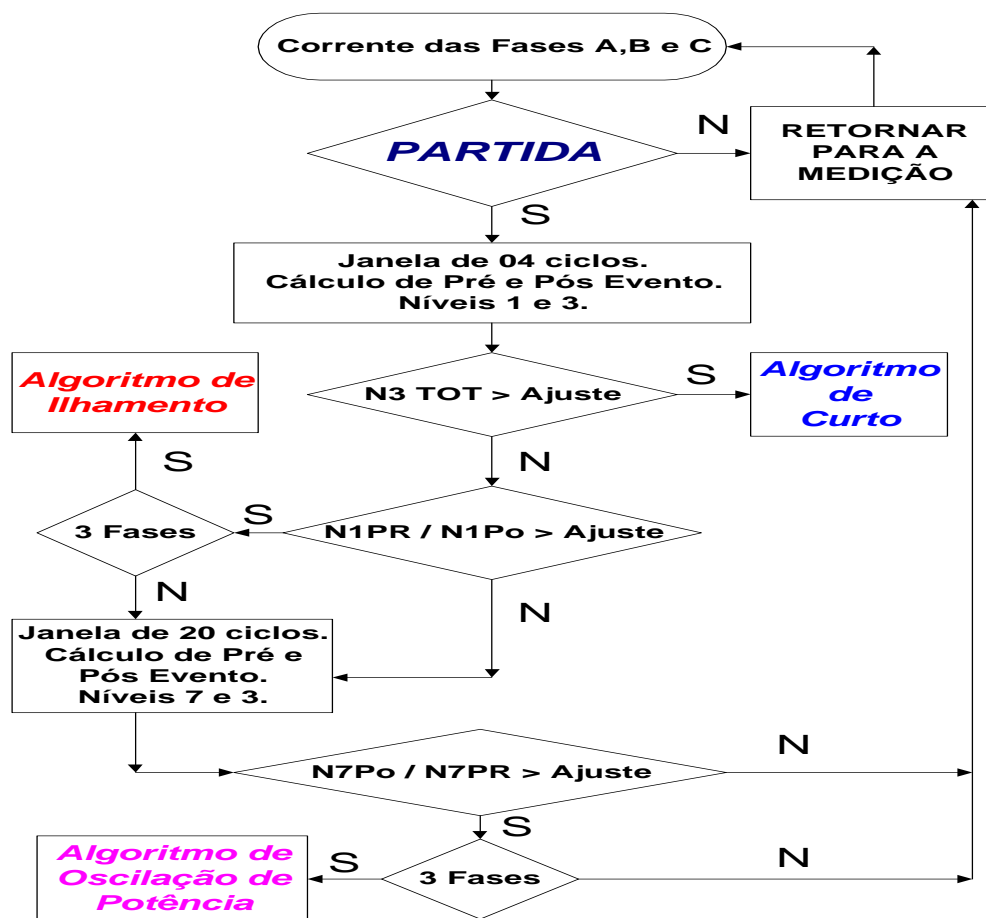 Corrente das Fases A,B e C
PARTIDA
N
RETORNAR
PARA A
MEDIÇÃO
S
Janela de 04 ciclos.
Cálculo de Pré e Pós Evento.
Níveis 1 e 3.
Algoritmo de
Ilhamento
N3 TOT > Ajuste
S
Algoritmo
de
Curto
N
S
3 Fases
S
N1PR / N1Po > Ajuste
N
N
Janela de 20 ciclos.
Cálculo de Pré e
Pós Evento.
Níveis 7 e 3.
N7Po / N7PR > Ajuste
N
S
Algoritmo de
Oscilação de
Potência
S
3 Fases
N